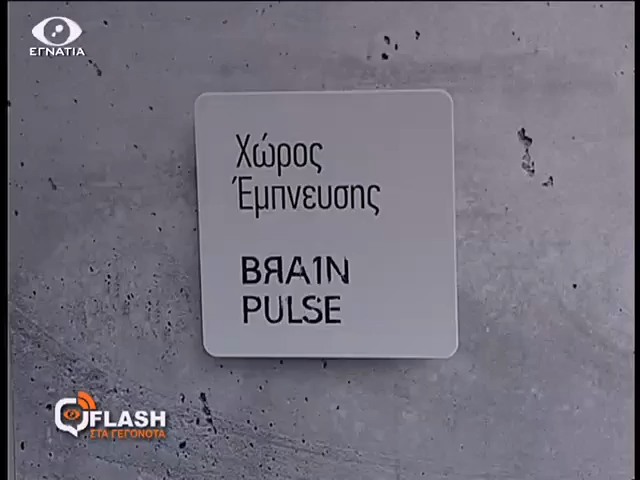 ΕΓΝΑΤΙΑ
Χώρος
Έμπνευσης
BRA1N
PULSE
FLASH
ΣΤΑ ΓΕΓΟΝΟΤΑ